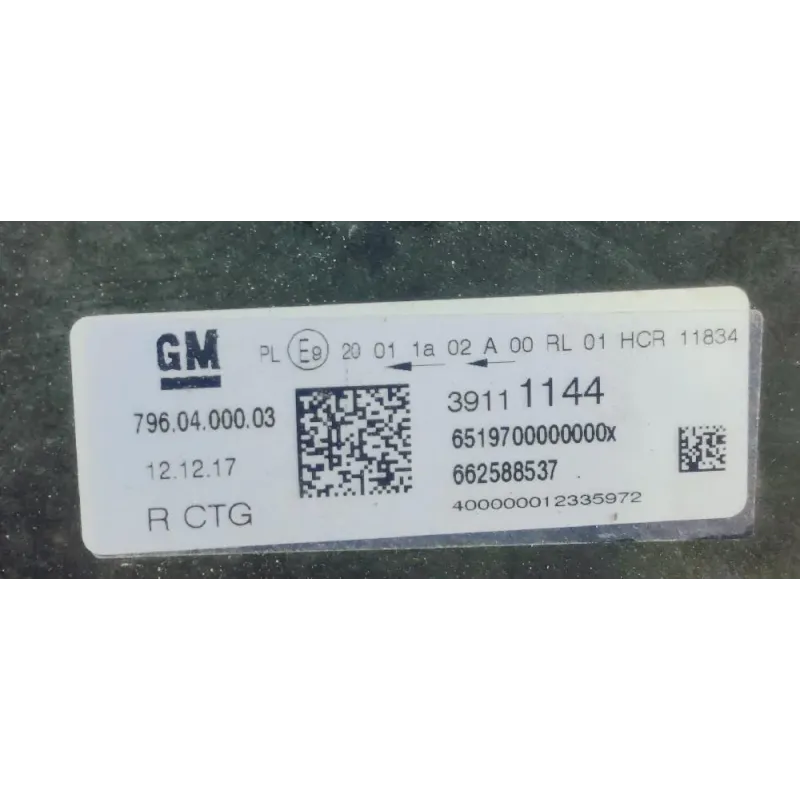 GM
PL E9 20 01 1a 02 A 00 RL 01 HCR 11834
796.04.000.03
12.12.17
R CTG
39111144
6519700000000x
662588537
400000012335972